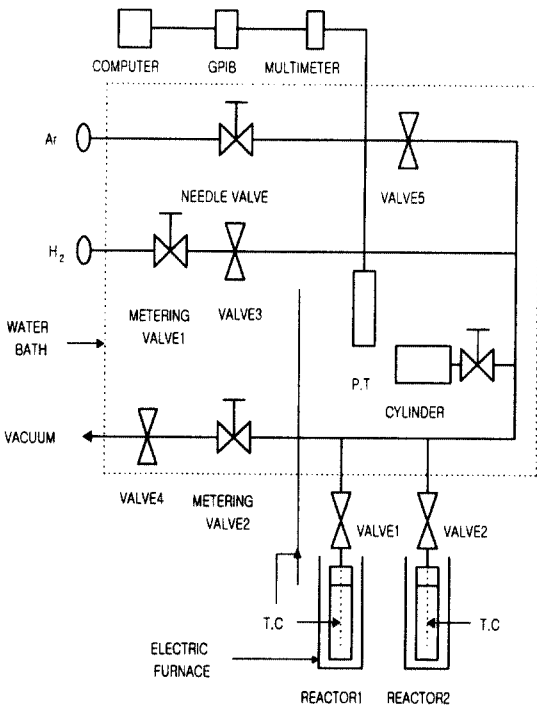 COMPUTER
GPIB
MULTIMETER
Ar
NEEDLE VALVE
VALVE5
H2
METERING
VALVE1
VALVE3
WATER
BATH
P.T
CYLINDER
VACUUM
VALVE4
METERING
VALVE2
VALVE1
VALVE2
T.C
T.C
ELECTRIC
FURNACE
REACTOR1
REACTOR2